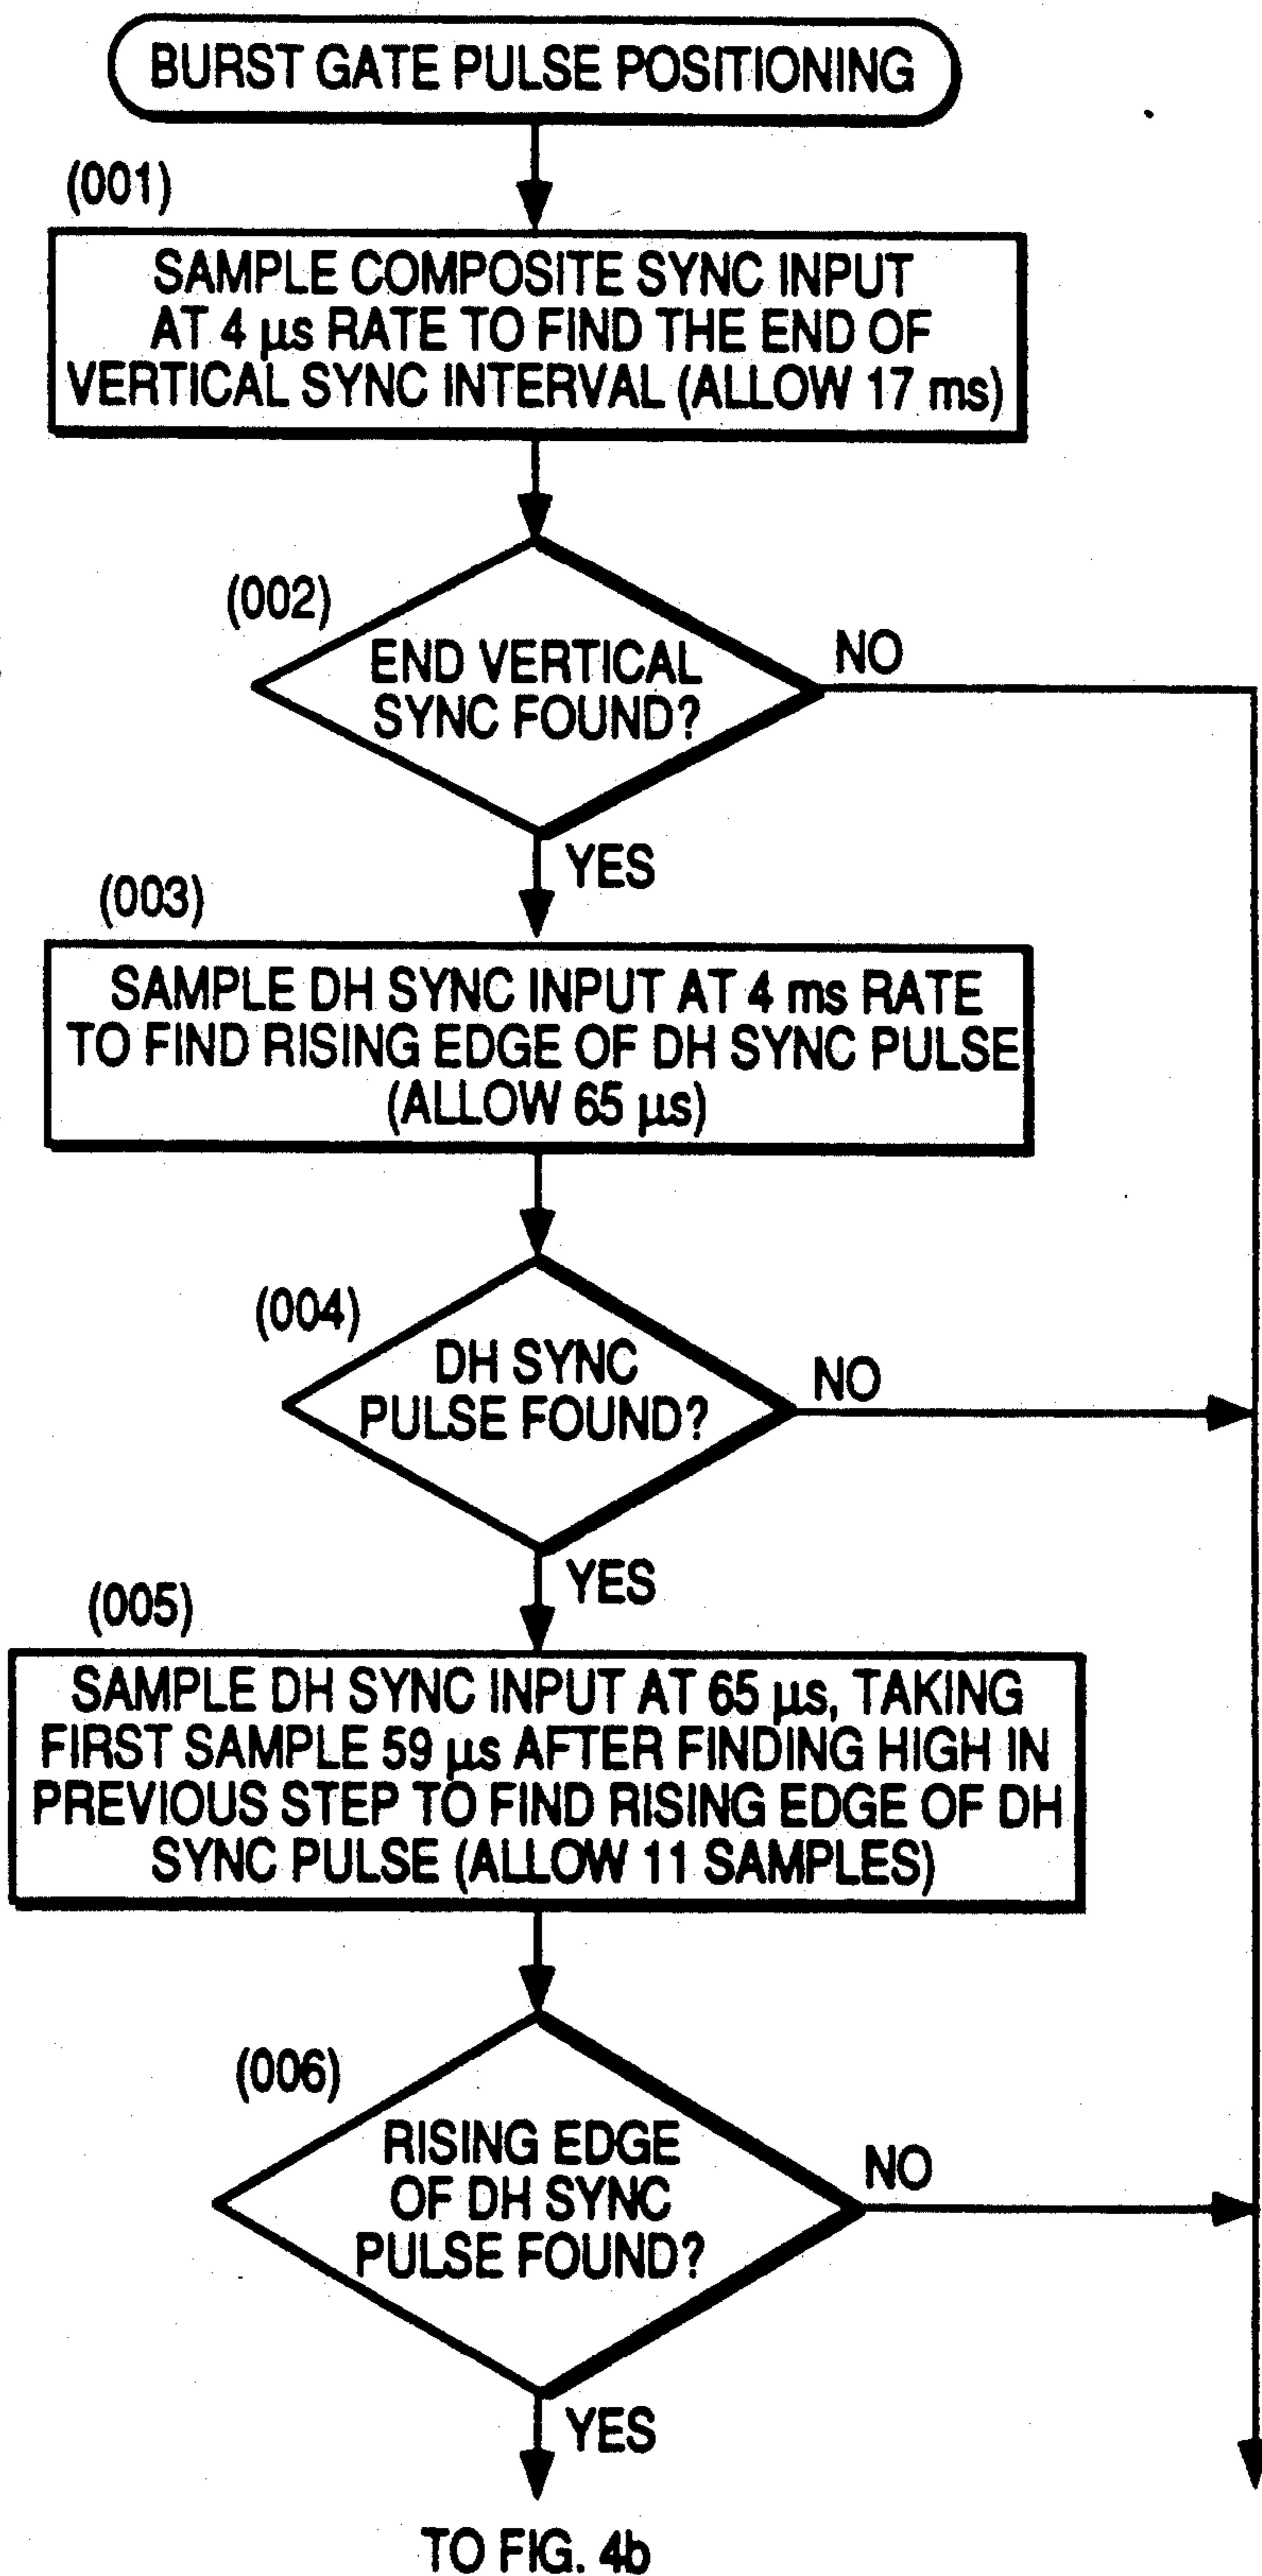 BURST GATE PULSE POSITIONING
(001)
SAMPLE COMPOSITE SYNC INPUT
AT 4 µs RATE TO FIND THE END OF
VERTICAL SYNC INTERVAL (ALLOW 17 ms)
(002)
END VERTICAL
SYNC FOUND?
NO
YES
(003)
SAMPLE DH SYNC INPUT AT 4 ms RATE
TO FIND RISING EDGE OF DH SYNC PULSE
(ALLOW 65 µs)
(004)
DH SYNC
PULSE FOUND?
NO
YES
(005)
SAMPLE DH SYNC INPUT AT 65 µs, TAKING
FIRST SAMPLE 59 µs AFTER FINDING HIGH IN
PREVIOUS STEP TO FIND RISING EDGE OF DH
SYNC PULSE (ALLOW 11 SAMPLES)
(006)
RISING EDGE
OF DH SYNC
PULSE FOUND?
NO
YES
TO FIG. 4b